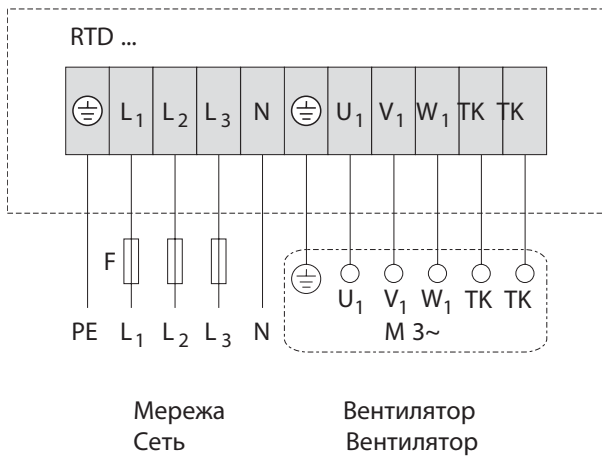 RTD ...
L1 L2 L3 N U1 V1 W1 TK TK
F
U1 V1 W1 TK TK
PE L1 L2 L3 N M 3~
Мережа Вентилятор
Сеть Вентилятор